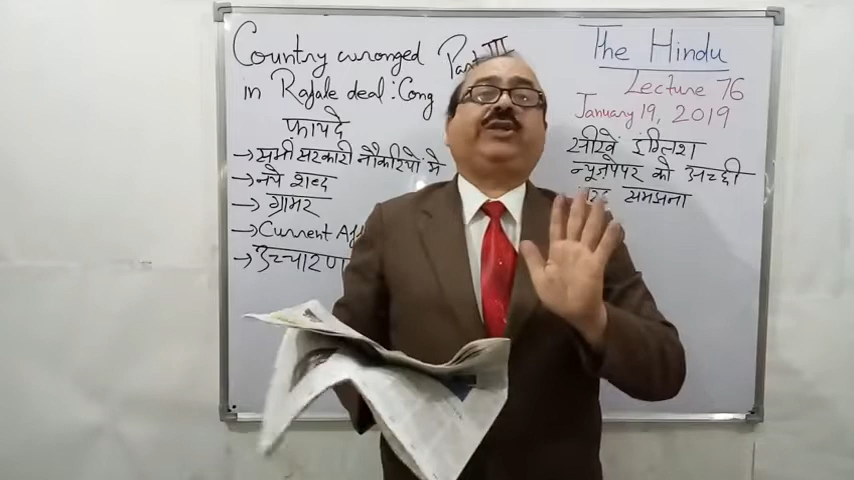 Country wronged Part III
in Rafale deal : Cong
फ़ायदे
→ सभी सरकारी नौकरियों में
→ नये शब्द
→ ग्रामर
→ Current
→ उच्चारण
The Hindu
Lecture 76
January 19, 2019
सीखें इंग्लिश
न्यूज़पेपर को अच्छी
समझना